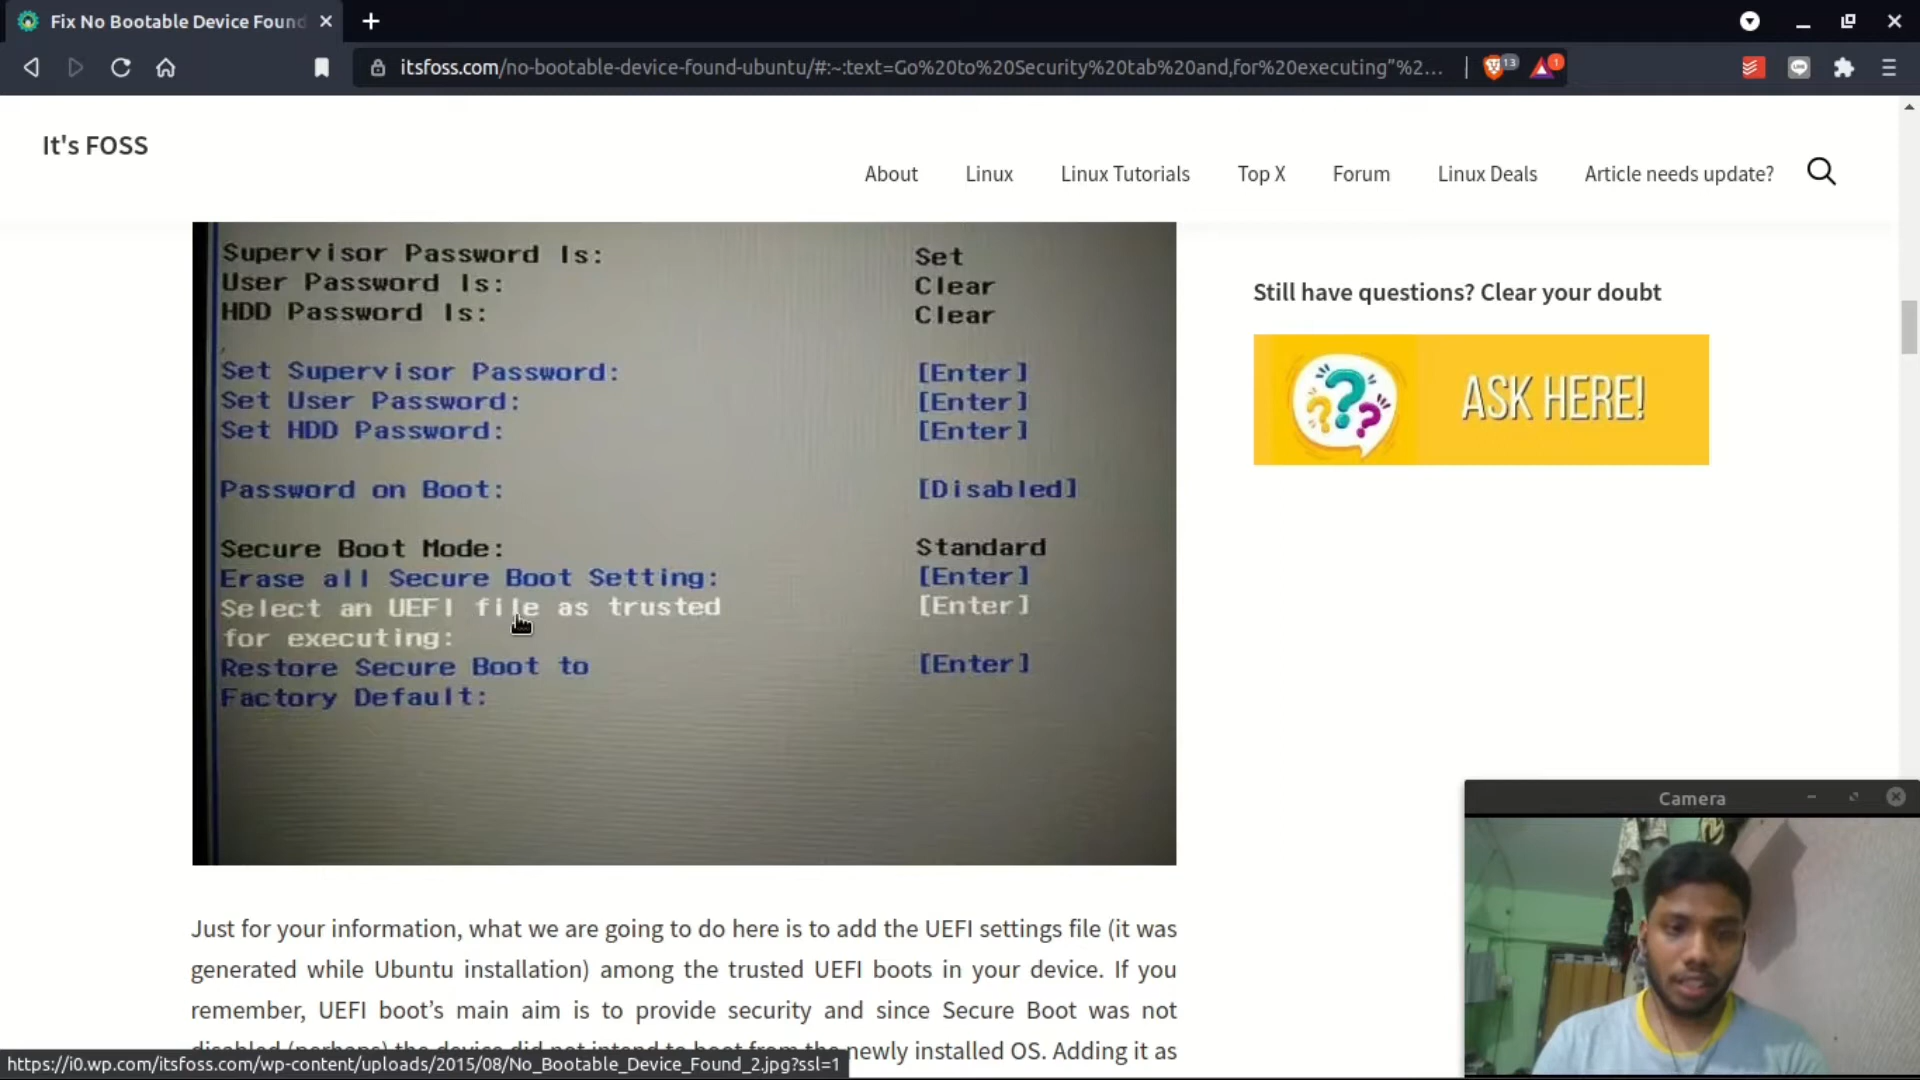 Fix No Bootable Device Found
itsfoss.com/no-bootable-device-found-ubuntu/#:~:text=Go%20to%20Security%20tab%20and,for%20executing”%2...
13
1
It's FOSS
About
Linux
Linux Tutorials
Top X
Forum
Linux Deals
Article needs update?
Supervisor Password Is: Set
User Password Is: Clear
HDD Password Is: Clear
Set Supervisor Password: [Enter]
Set User Password: [Enter]
Set HDD Password: [Enter]
Password on Boot: [Disabled]
Secure Boot Mode: Standard
Erase all Secure Boot Setting: [Enter]
Select an UEFI file as trusted [Enter]
for executing:
Restore Secure Boot to [Enter]
Factory Default:
Still have questions? Clear your doubt
ASK HERE!
Just for your information, what we are going to do here is to add the UEFI settings file (it was
generated while Ubuntu installation) among the trusted UEFI boots in your device. If you
remember, UEFI boot’s main aim is to provide security and since Secure Boot was not
newly installed OS. Adding it as
https://i0.wp.com/itsfoss.com/wp-content/uploads/2015/08/No_Bootable_Device_Found_2.jpg?ssl=1
Camera